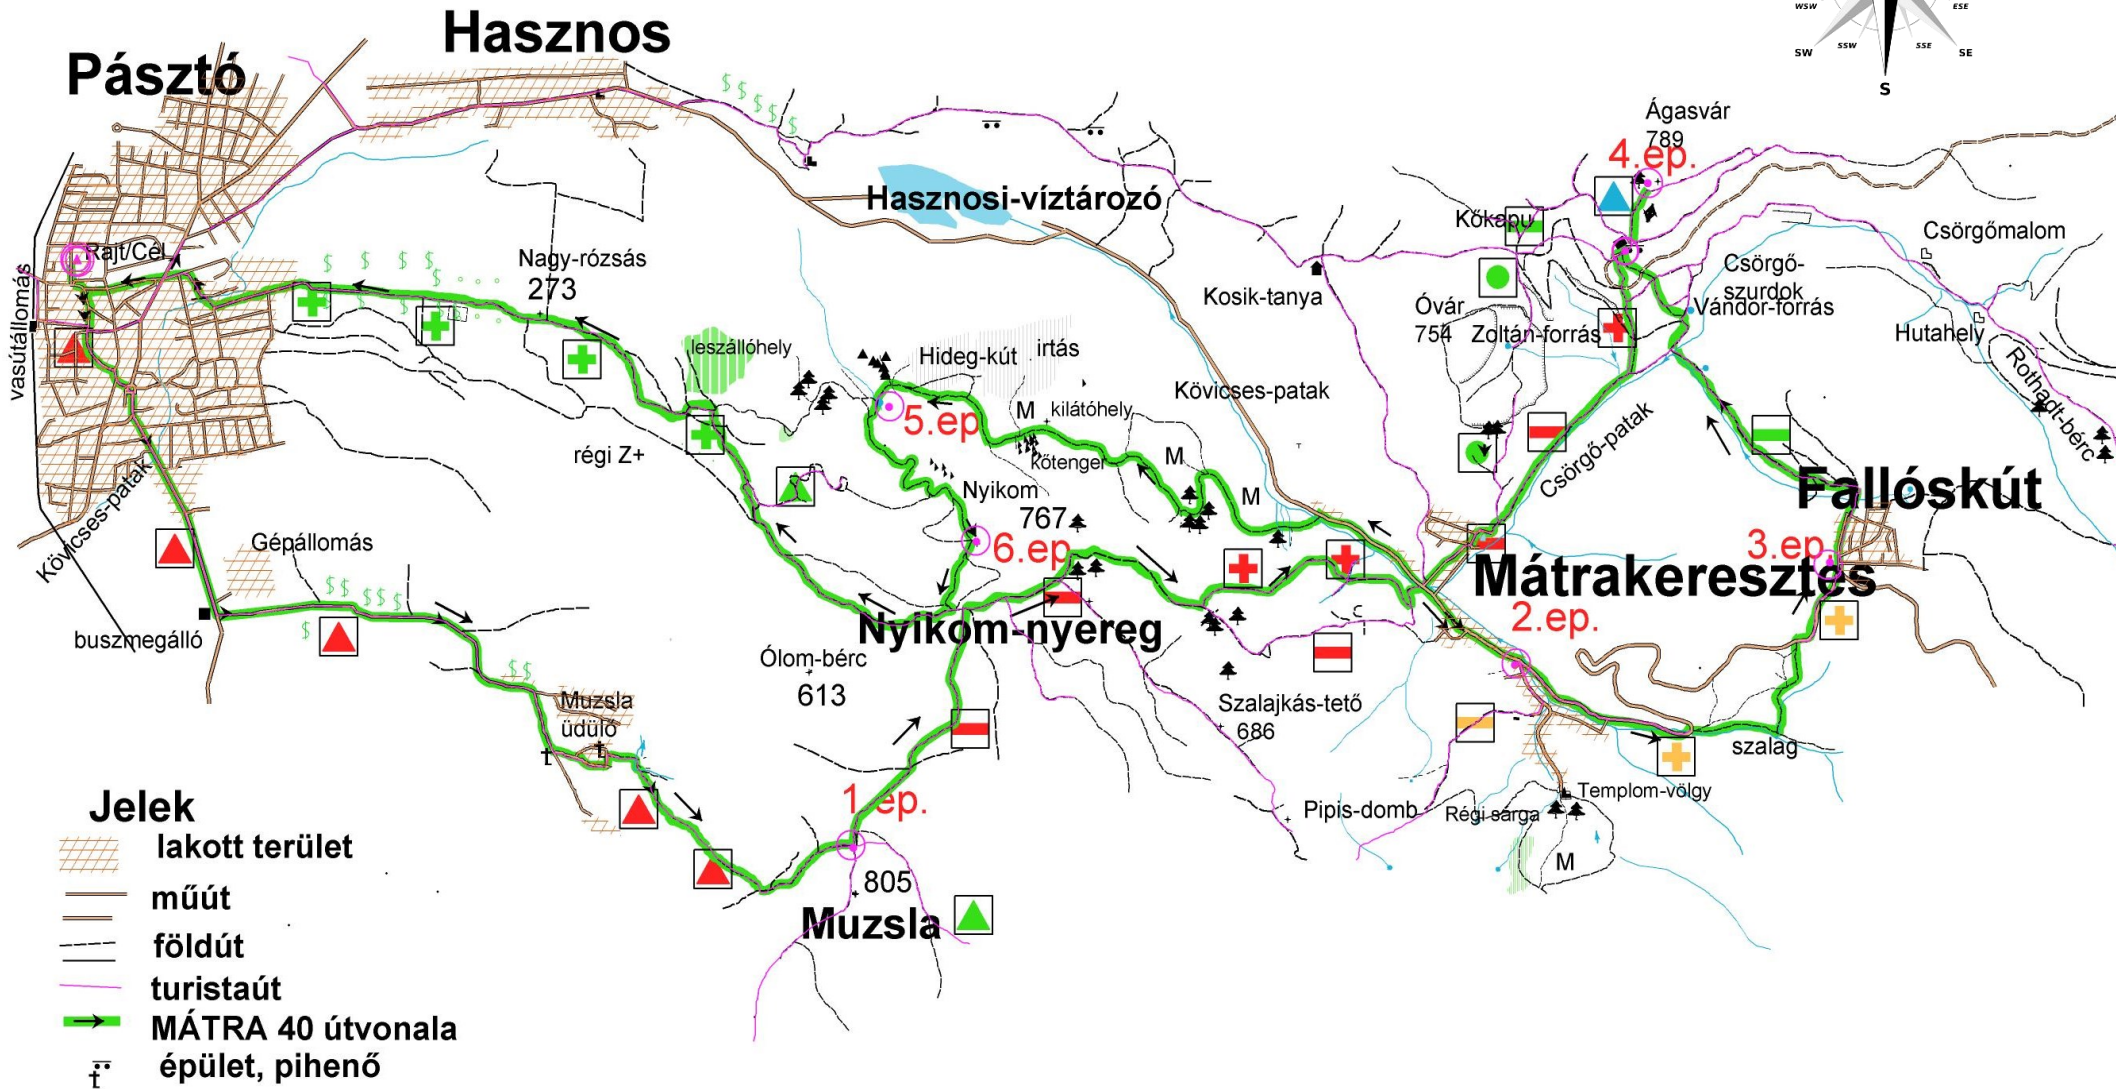 Hasznos
Pásztó
WSW
ESE
SW
SSW
SSE
SE
S
Ágasvár
789
4.ep.
Hasznosi-víztározó
Kőkapu
Csörgőmalom
Rajt/Cél
Nagy-rózsás
273
Csörgő-
szurdok
Kosik-tanya
Óvár
754
Zoltán-forrás
Vándor-forrás
Hutahely
vasútállomás
leszállóhely
Hideg-kút
irtás
Rothadt-bérc
Kövicses-patak
M
kilátóhely
5.ep
kőtenger
M
régi Z+
Csörgő-patak
Nyikom
767
M
Fallóskút
Kövicses-patak
Gépállomás
6.ep.
3.ep.
Mátrakeresztes
2.ep.
buszmegálló
Nyikom-nyereg
Ólom-bérc
613
Muzsla
üdülő
Szalajkás-tető
686
szalag
Jelek
1.ep.
Pipis-domb
Régi sárga
Templom-völgy
lakott terület
M
műút
805
Muzsla
földút
turistaút
MÁTRA 40 útvonala
épület, pihenő